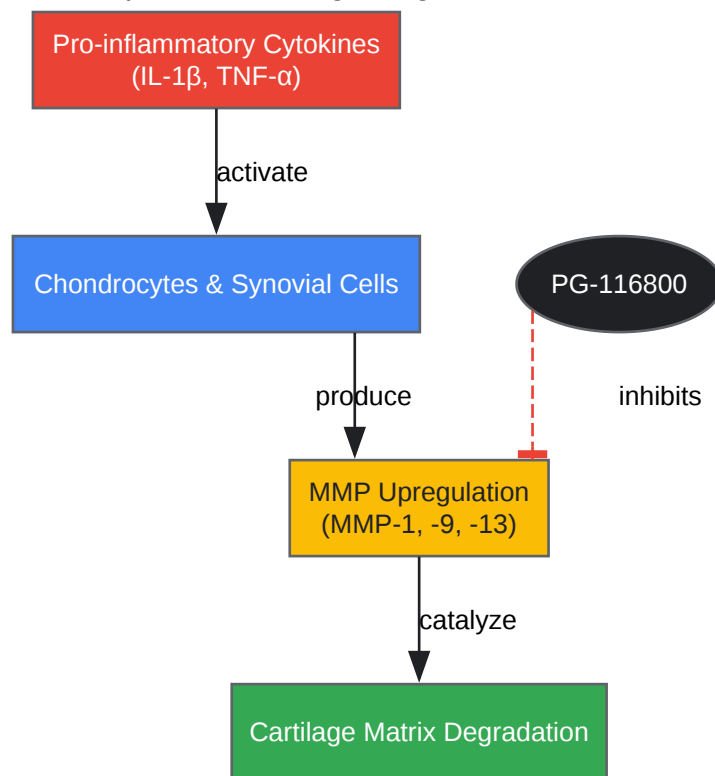 Pro-inflammatory Cytokines
(IL-1β, TNF-α)
activate
Chondrocytes & Synovial Cells
PG-116800
produce
inhibits
MMP Upregulation
(MMP-1, -9, -13)
catalyze
Cartilage Matrix Degradation